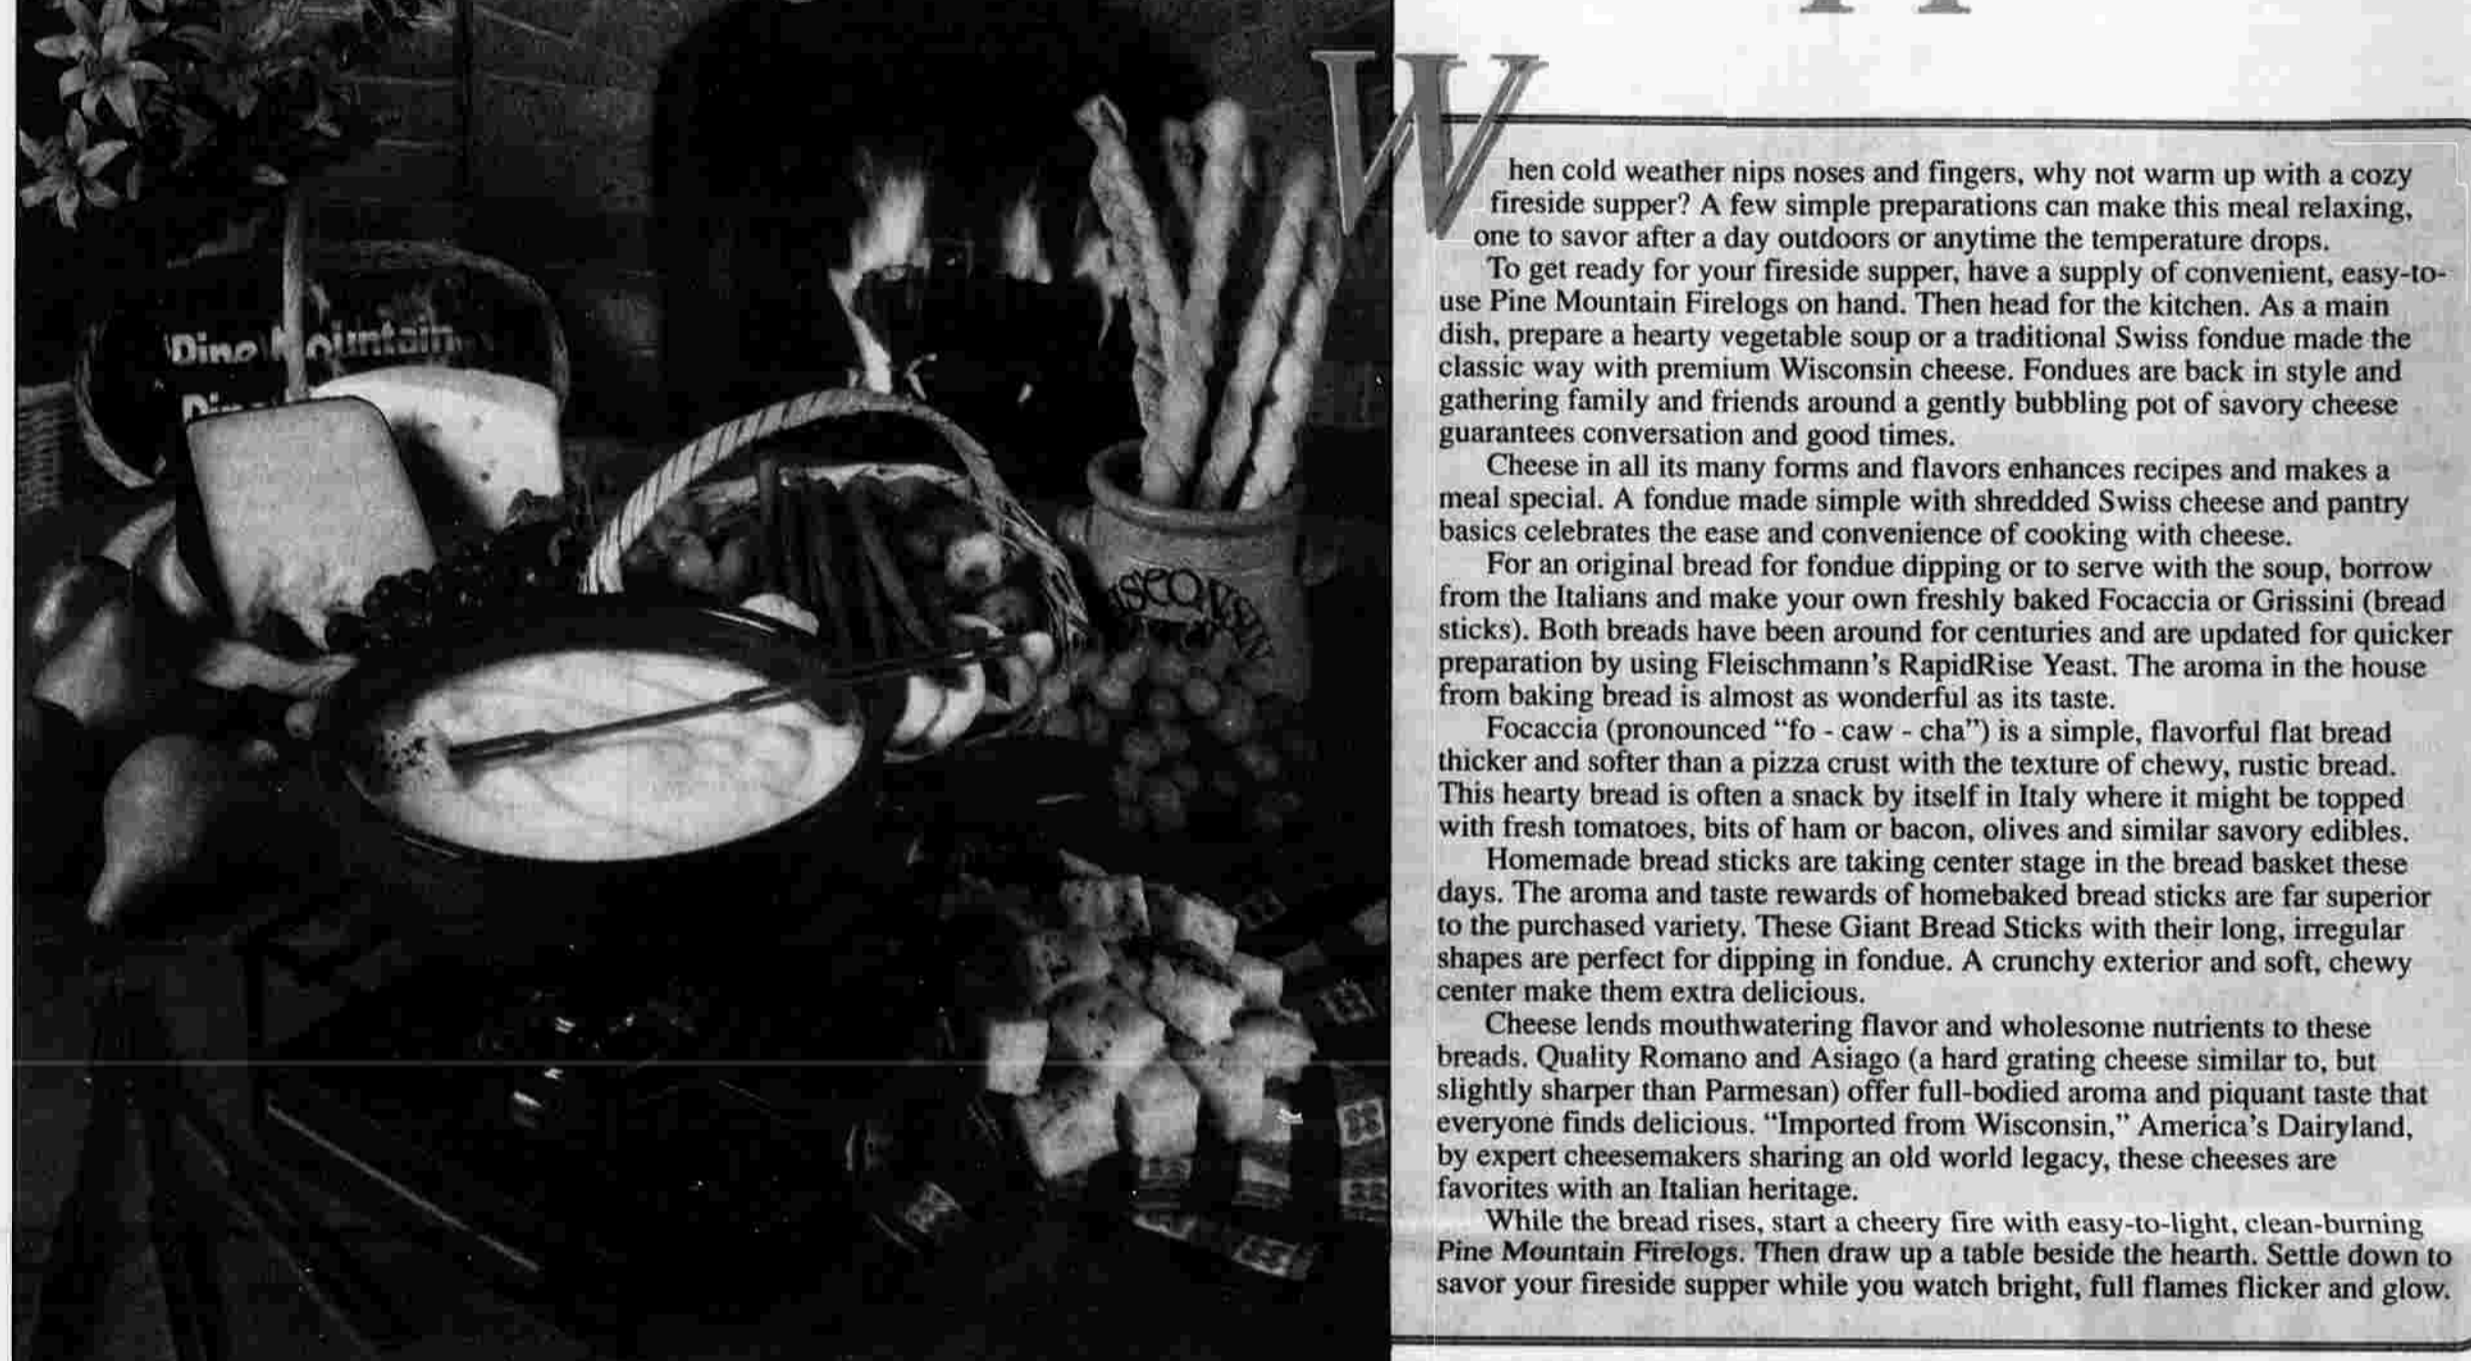 Pine Mountain
When cold weather nips noses and fingers, why not warm up with a cozy
fireside supper? A few simple preparations can make this meal relaxing,
one to savor after a day outdoors or anytime the temperature drops.
To get ready for your fireside supper, have a supply of convenient, easy-to-
use Pine Mountain Firelogs on hand. Then head for the kitchen. As a main
dish, prepare a hearty vegetable soup or a traditional Swiss fondue made the
classic way with premium Wisconsin cheese. Fondues are back in style and
gathering family and friends around a gently bubbling pot of savory cheese
guarantees conversation and good times.
Cheese in all its many forms and flavors enhances recipes and makes a
meal special. A fondue made simple with shredded Swiss cheese and pantry
basics celebrates the ease and convenience of cooking with cheese.
For an original bread for fondue dipping or to serve with the soup, borrow
from the Italians and make your own freshly baked Focaccia or Grissini (bread
sticks). Both breads have been around for centuries and are updated for quicker
preparation by using Fleischmann's RapidRise Yeast. The aroma in the house
from baking bread is almost as wonderful as its taste.
Focaccia (pronounced “fo - caw - cha”) is a simple, flavorful flat bread
thicker and softer than a pizza crust with the texture of chewy, rustic bread.
This hearty bread is often a snack by itself in Italy where it might be topped
with fresh tomatoes, bits of ham or bacon, olives and similar savory edibles.
Homemade bread sticks are taking center stage in the bread basket these
days. The aroma and taste rewards of homebaked bread sticks are far superior
to the purchased variety. These Giant Bread Sticks with their long, irregular
shapes are perfect for dipping in fondue. A crunchy exterior and soft, chewy
center make them extra delicious.
Cheese lends mouthwatering flavor and wholesome nutrients to these
breads. Quality Romano and Asiago (a hard grating cheese similar to, but
slightly sharper than Parmesan) offer full-bodied aroma and piquant taste that
everyone finds delicious. “Imported from Wisconsin,” America's Dairyland,
by expert cheesemakers sharing an old world legacy, these cheeses are
favorites with an Italian heritage.
While the bread rises, start a cheery fire with easy-to-light, clean-burning
Pine Mountain Firelogs. Then draw up a table beside the hearth. Settle down to
savor your fireside supper while you watch bright, full flames flicker and glow.